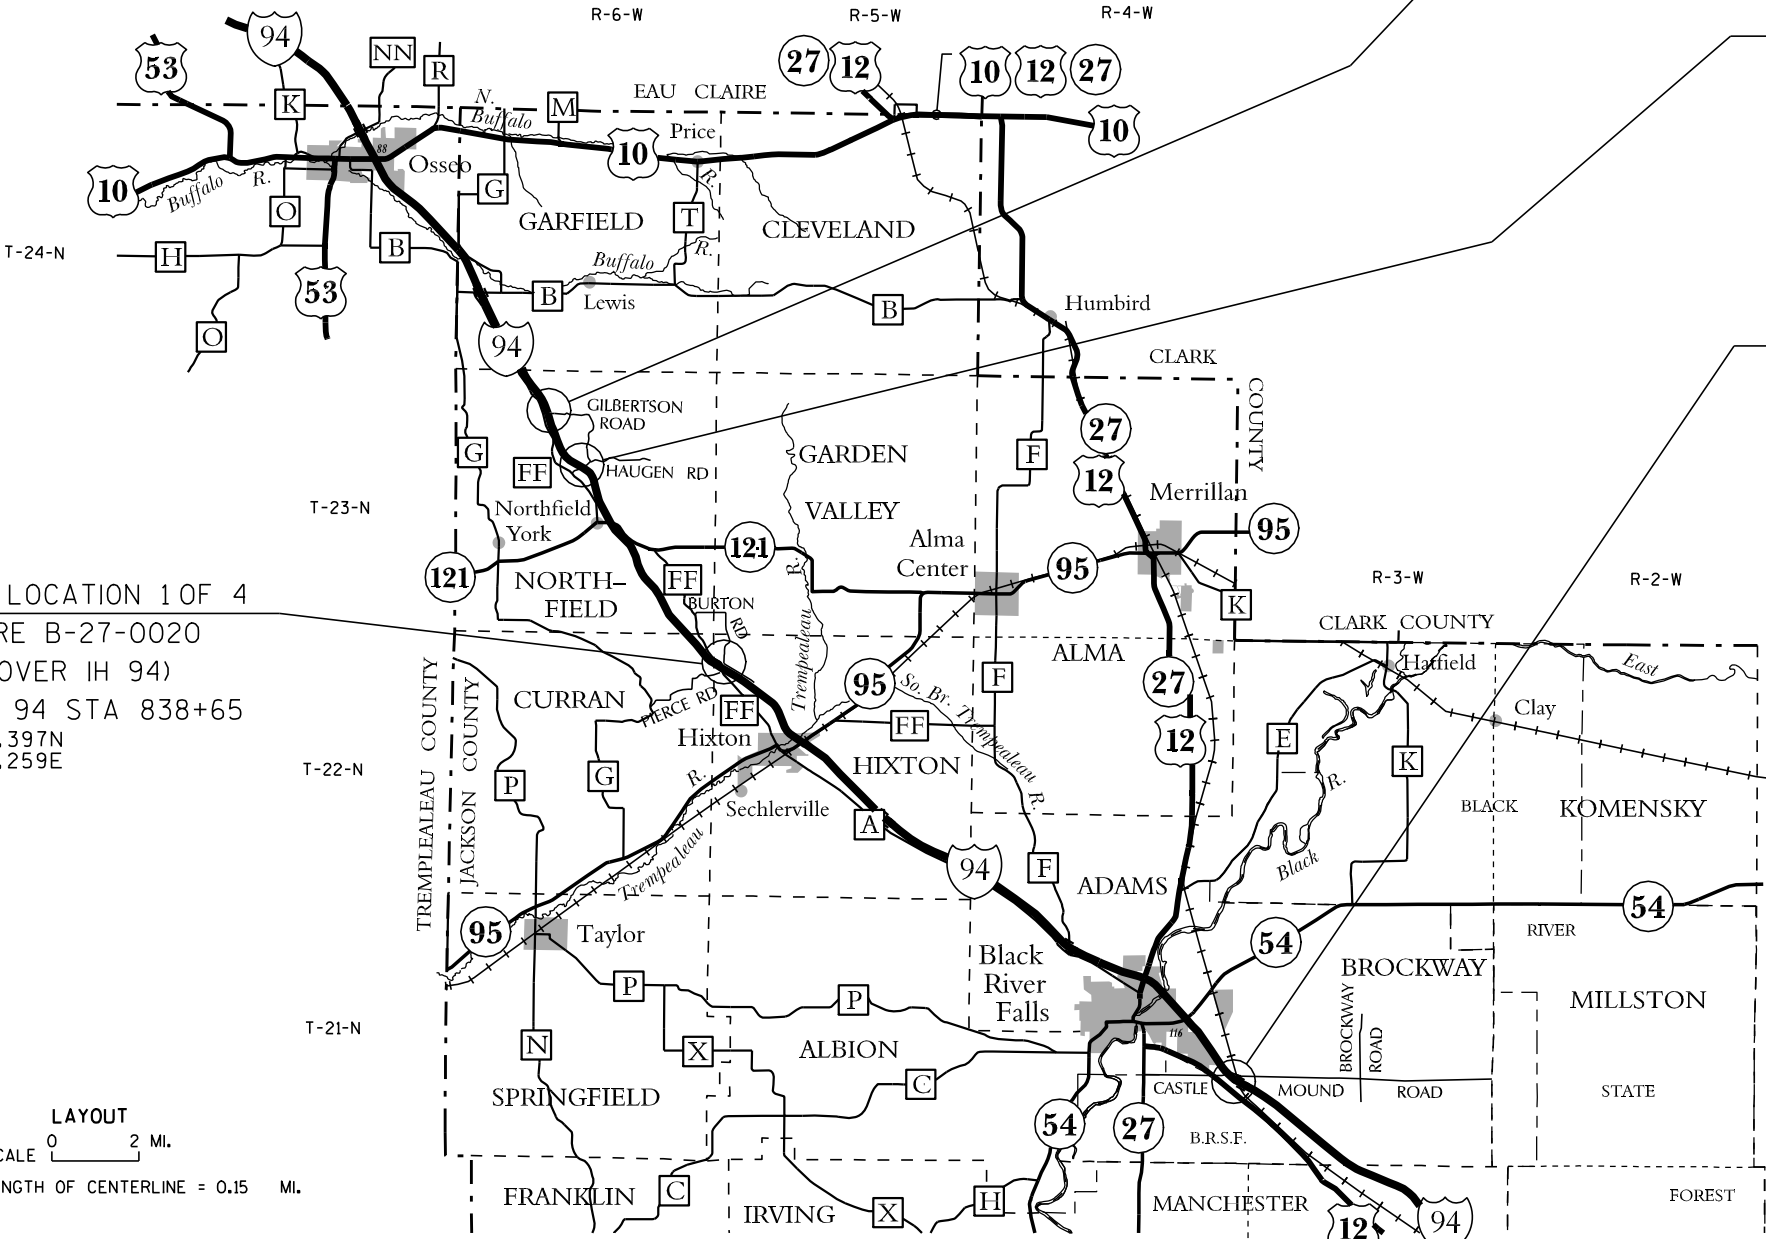 R-6-W
R-5-W
R-4-W
94
53
NN
R
27
12
10
12
27
K
N.
Buffalo
M
EAU CLAIRE
Price
10
10
88
Osseo
10
Buffalo
R.
G
R.
O
GARFIELD
T
CLEVELAND
T-24-N
H
B
R.
53
Buffalo
B
Lewis
B
Humbird
O
94
CLARK
COUNTY
GILBERTSON
ROAD
27
G
FF
HAUGEN RD
GARDEN
VALLEY
F
12
Merrillan
T-23-N
Northfield
York
121
Alma
Center
95
95
121
NORTH-
FIELD
FF
R.
R-3-W
R-2-W
LOCATION 1 OF 4
RE B-27-0020
OVER IH 94)
94 STA 838+65
.397N
.259E
BURTON
RD
K
CLARK COUNTY
Trempealeau
ALMA
Hatfield
East
TREMPLEAU COUNTY
JACKSON COUNTY
CURRAN
PIERCE RD
95
So. Br. Trempealeau R.
F
27
FF
Hixton
FF
Clay
12
E
K
T-22-N
P
G
R.
HIXTON
R.
Sechlerville
A
BLACK
KOMENSKY
Trempealeau
94
F
ADAMS
Black
54
95
Taylor
54
RIVER
Black
River
Falls
BROCKWAY
P
P
MILLSTON
T-21-N
N
X
ALBION
116
BROCKWAY
ROAD
C
SPRINGFIELD
CASTLE
MOUND
ROAD
STATE
LAYOUT
0
2 MI.
CALE
54
27
B.R.S.F.
NGTH OF CENTERLINE = 0.15 MI.
FRANKLIN
C
IRVING
X
H
MANCHESTER
FOREST
12
94